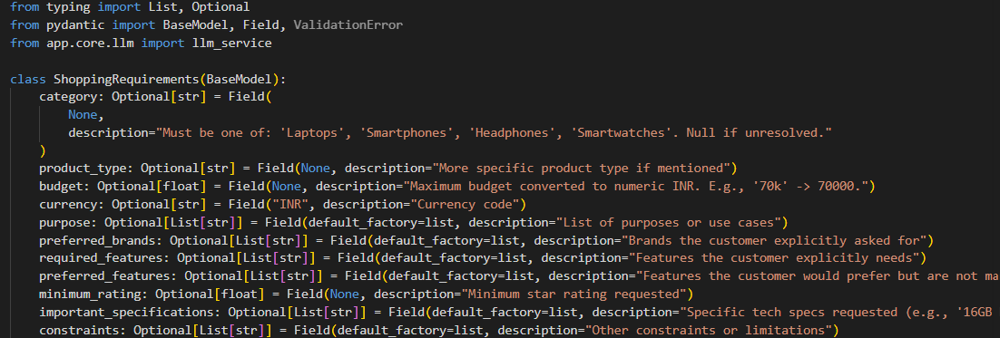 from typing import List, Optional
from pydantic import BaseModel, Field, ValidationError
from app.core.llm import llm_service
class ShoppingRequirements(BaseModel):
category: Optional[str] = Field(
None,
description="Must be one of: 'Laptops', 'Smartphones', 'Headphones', 'Smartwatches'. Null if unresolved."
)
product_type: Optional[str] = Field(None, description="More specific product type if mentioned")
budget: Optional[float] = Field(None, description="Maximum budget converted to numeric INR. E.g., '70k' -> 70000.")
currency: Optional[str] = Field("INR", description="Currency code")
purpose: Optional[List[str]] = Field(default_factory=list, description="List of purposes or use cases")
preferred_brands: Optional[List[str]] = Field(default_factory=list, description="Brands the customer explicitly asked for")
required_features: Optional[List[str]] = Field(default_factory=list, description="Features the customer explicitly needs")
preferred_features: Optional[List[str]] = Field(default_factory=list, description="Features the customer would prefer but are not ma
minimum_rating: Optional[float] = Field(None, description="Minimum star rating requested")
important_specifications: Optional[List[str]] = Field(default_factory=list, description="Specific tech specs requested (e.g., '16GB
constraints: Optional[List[str]] = Field(default_factory=list, description="Other constraints or limitations")